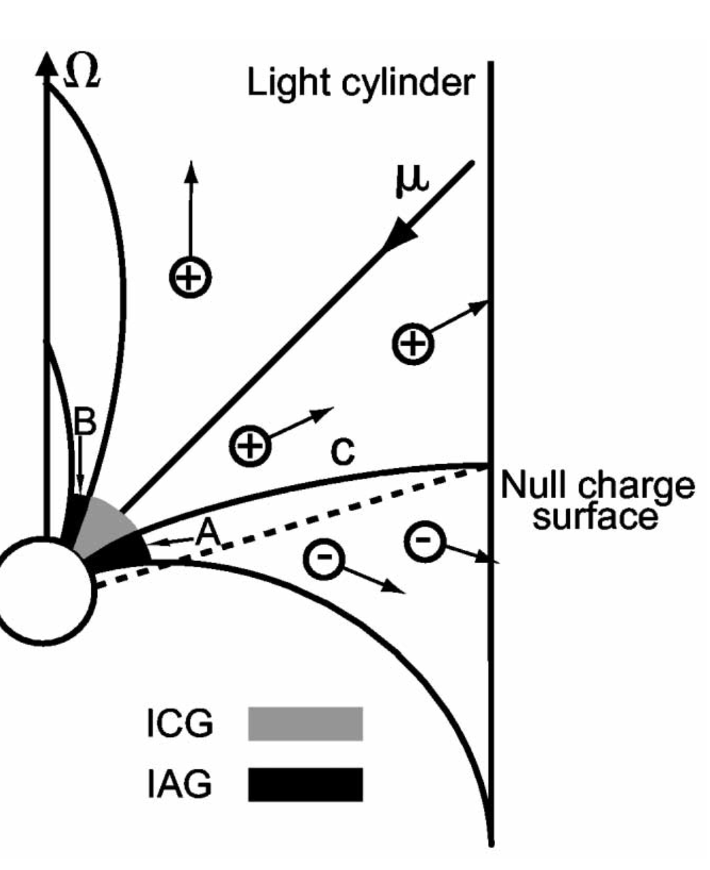 Ω
Light cylinder
μ
+
+
B
+
C
Null charge
surface
A
-
-
ICG
IAG